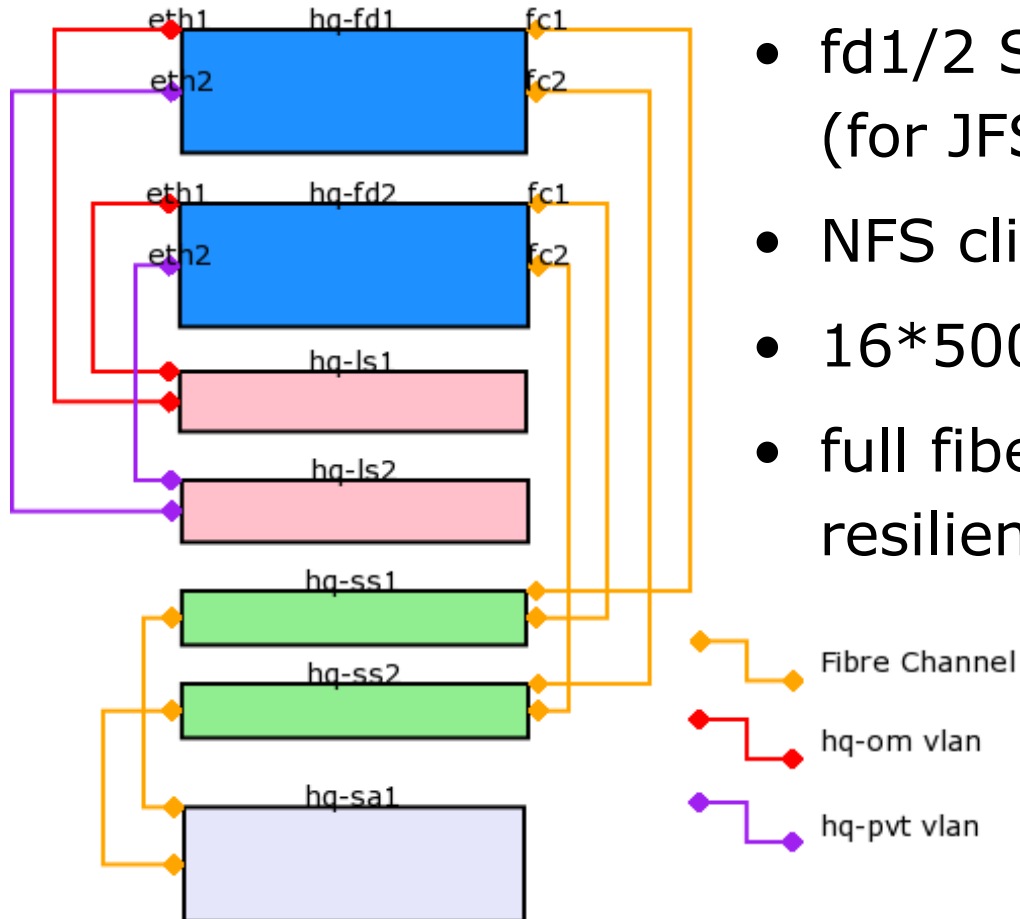 eth1 hq-fd1 fc1
eth2 fc2
eth1 hq-fd2 fc1
eth2 fc2
hq-ls1
hq-ls2
hq-ss1
hq-ss2
hq-sa1
• fd1/2 S
(for JFS
• NFS cli
• 16*500
• full fibe
resilien
Fibre Channel
hq-om vlan
hq-pvt vlan